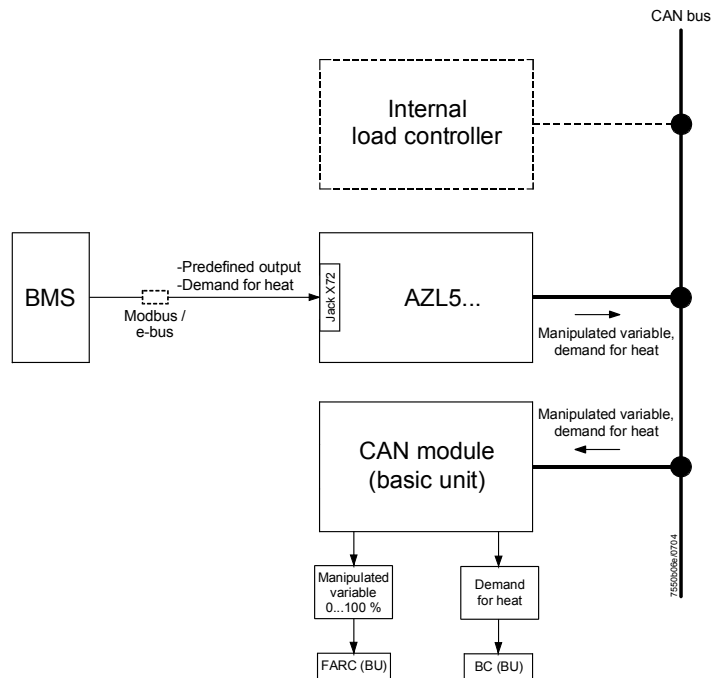 CAN bus
Internal
load controller
-Predefined output
-Demand for heat
BMS
Jack X72
AZL5...
Modbus /
e-bus
Manipulated variable,
demand for heat
Manipulated variable,
demand for heat
CAN module
(basic unit)
7550b06e/0704
Manipulated
variable
0...100 %
Demand
for heat
FARC (BU)
BC (BU)